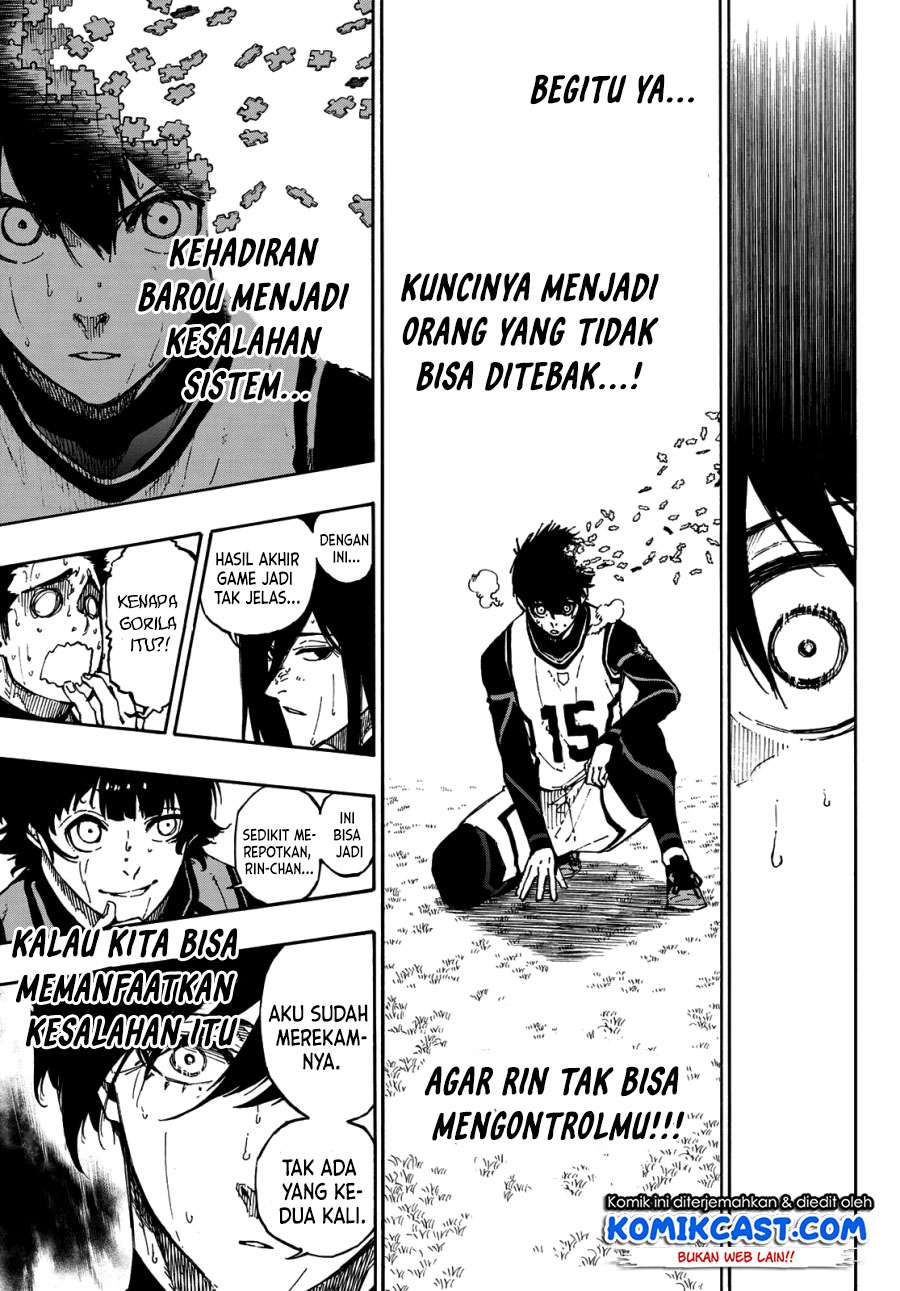 BEGITU YA...
KUNCINYA MENJADI
ORANG YANG TIDAK
BISA DITEBAK...!
AGAR RIN TAK BISA
MENGONTROLMU!!!
KEHADIRAN
BAROU MENJADI
KESALAHAN
SISTEM...
DENGAN
INI...
HASIL AKHIR
GAME JADI
TAK JELAS...
KENAPA
GORILA
ITU?!
INI
BISA
JADI
SEDIKIT ME-
REPOTKAN,
RIN-CHAN...
KALAU KITA BISA
MEMANFAATKAN
KESALAHAN ITU
AKU SUDAH
MEREKAM-
NYA.
TAK ADA
YANG KE-
DUA KALI.
Komik ini diterjemahkan & diedit oleh
KOMIKCAST.COM
BUKAN WEB LAIN!!